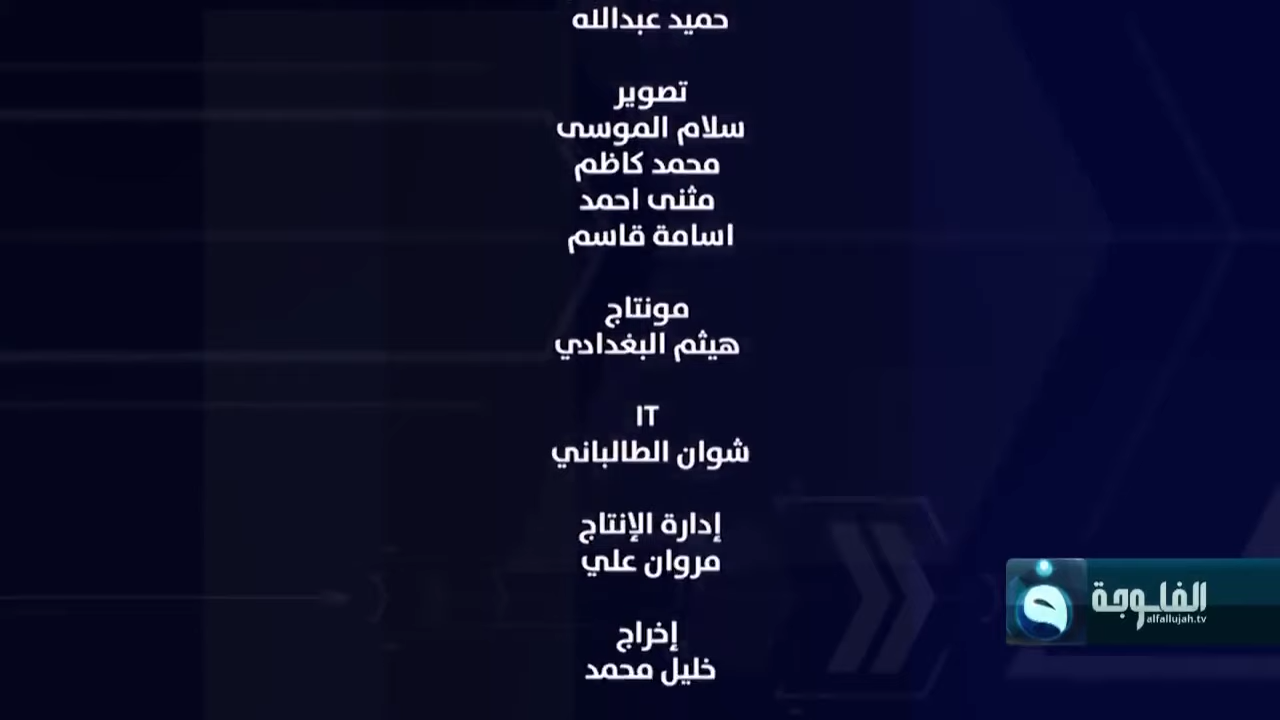 حميد عبدالله
تصوير
سلام الموسى
محمد كاظم
مثنى احمد
اسامة قاسم
مونتاج
هيثم البغدادي
IT
شوان الطالباني
إدارة الإنتاج
مروان علي
إخراج
خليل محمد
الفلوجة
alfallujah.tv